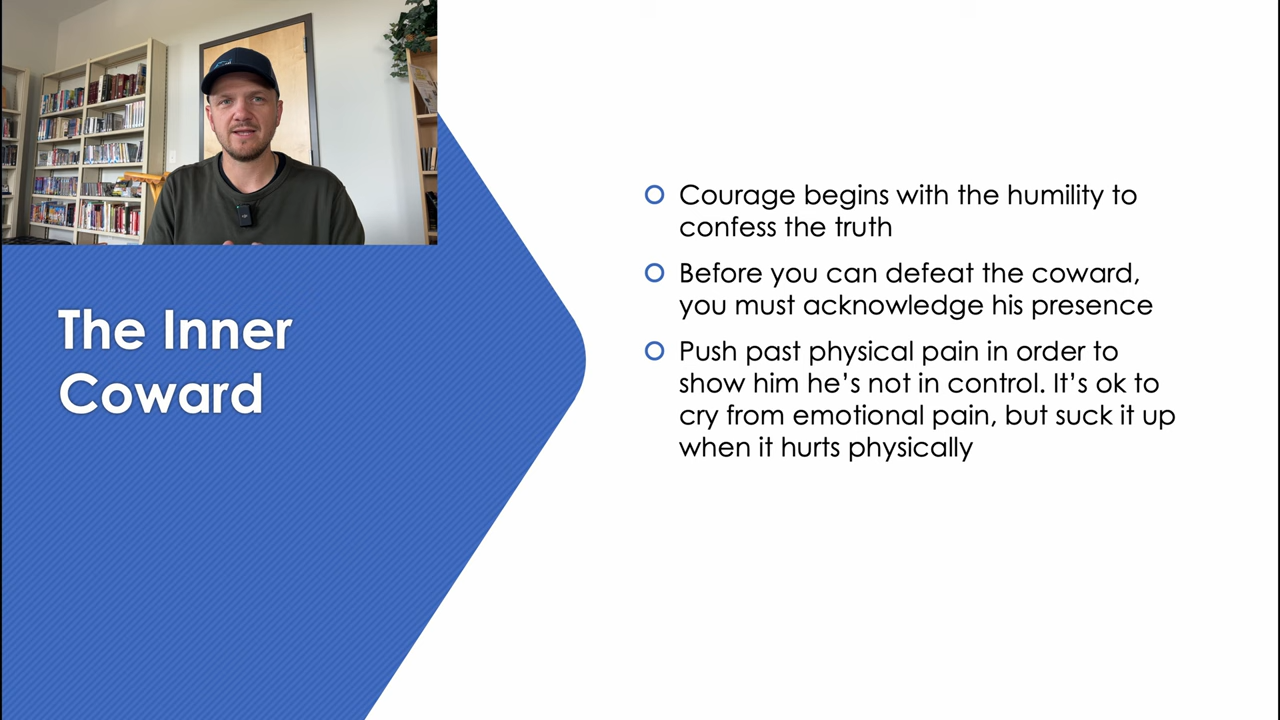 The Inner
Coward
Courage begins with the humility to
confess the truth
Before you can defeat the coward,
you must acknowledge his presence
Push past physical pain in order to
show him he’s not in control. It’s ok to
cry from emotional pain, but suck it up
when it hurts physically